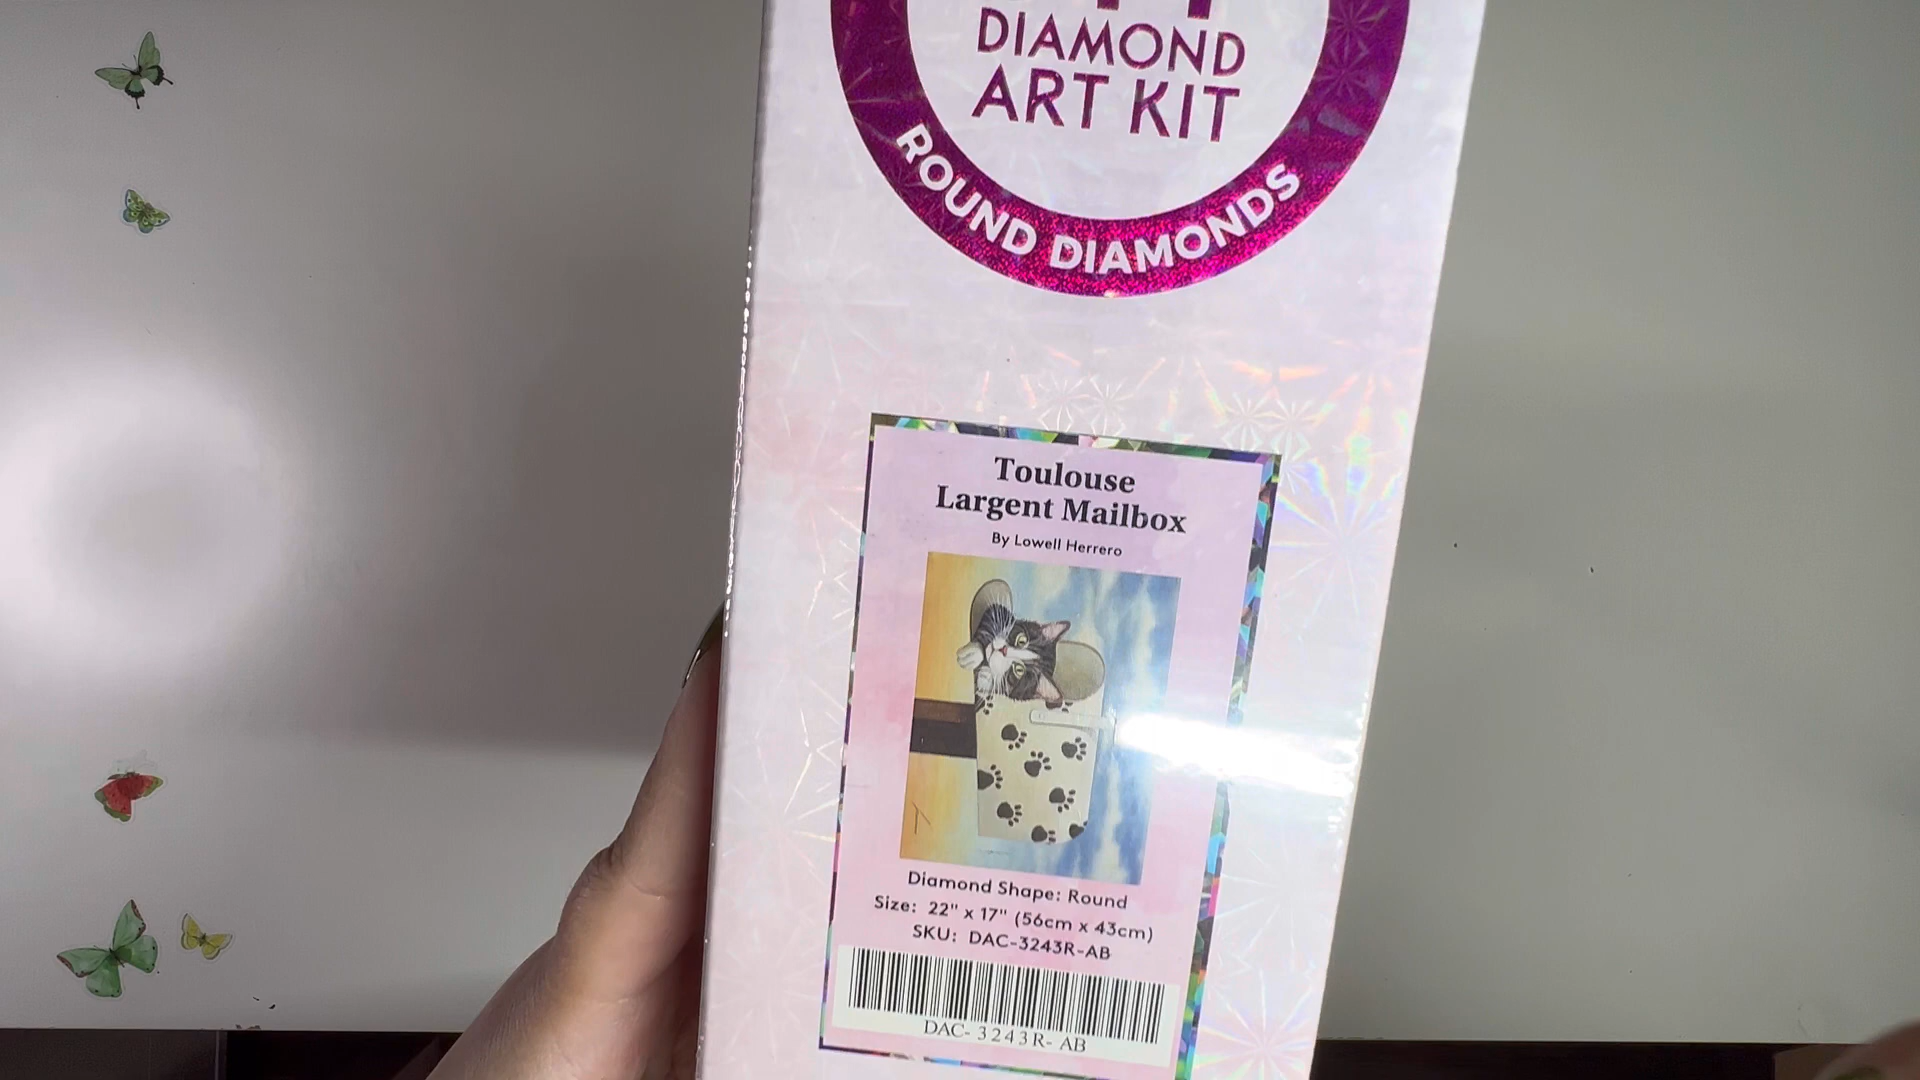 DIAMOND
ART KIT
ROUND DIAMONDS
Toulouse
Largent Mailbox
By Lowell Herrero
Diamond Shape: Round
Size: 22" x 17" (56cm x 43cm)
SKU: DAC-3243R-AB
DAC- 3243R- AB